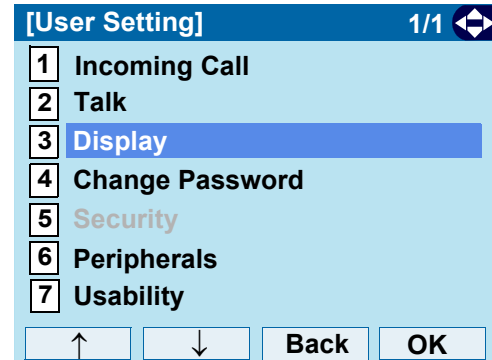 [User Setting] 1/1
1 Incoming Call
2 Talk
3 Display
4 Change Password
5 Security
6 Peripherals
7 Usability
↑ ↓ Back OK